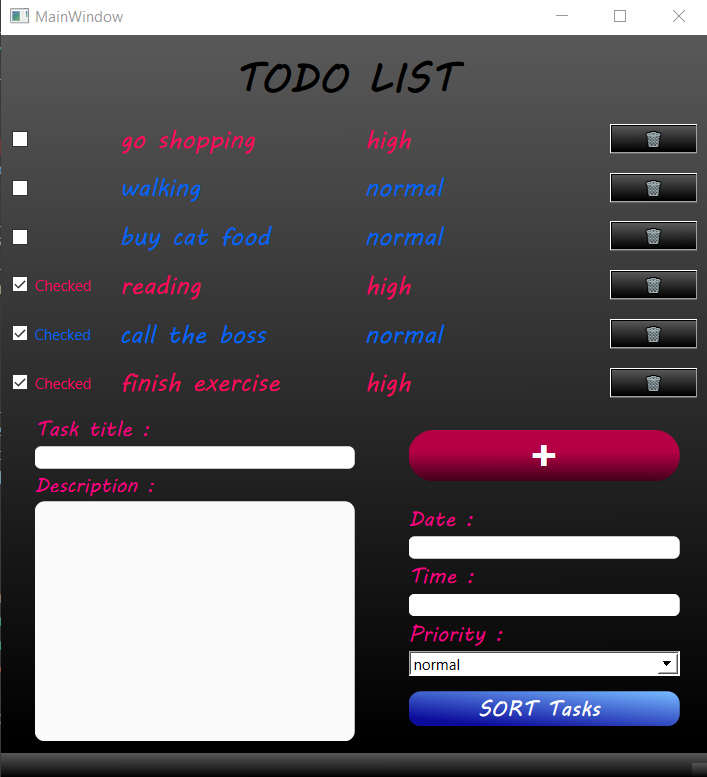 MainWindow
TODO LIST
go shopping high
walking normal
buy cat food normal
Checked reading high
Checked call the boss normal
Checked finish exercise high
Task title :
+
Description :
Date :
Time :
Priority :
normal
SORT Tasks